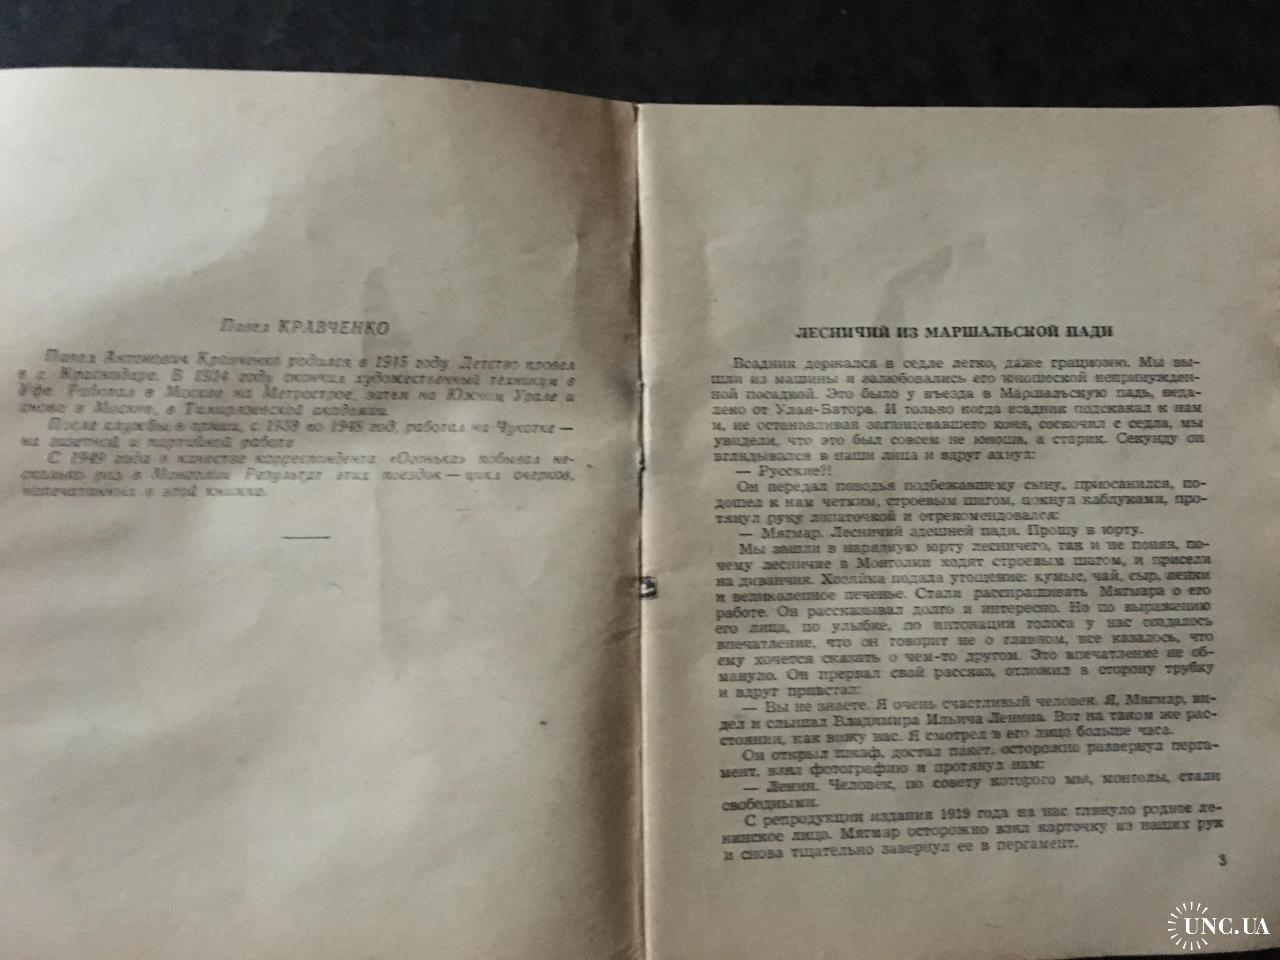 Павел КРАВЧЕНКО
Павел Антонович Кравченко родился в 1915 году. Детство провел
в г. Краснодаре. В 1934 году окончил художественный техникум в
Уфе. Работал в Москве на Метрострое, затем на Южном Урале и
снова в Москве, в Тимирязевской академии.
После службы в армии, с 1938 по 1948 год, работал на Чукотке —
на газетной и партийной работе.
С 1949 года в качестве корреспондента «Огонька» побывал не-
сколько раз в Монголии. Результат этих поездок — цикл очерков,
напечатанных в этой книжке.
ЛЕСНИЧИЙ ИЗ МАРШАЛЬСКОЙ ПАДИ
Всадник держался в седле легко, даже грациозно. Мы вы-
шли из машины и залюбовались его юношеской непринужден-
ной посадкой. Это было у въезда в Маршальскую падь, неда-
леко от Улан-Батора. И только когда всадник подскакал к нам
и, не останавливая затанцевавшего коня, соскочил с седла, мы
увидели, что это был совсем не юноша, а старик. Секунду он
вглядывался в наши лица и вдруг ахнул:
— Русские?!
Он передал поводья подбежавшему сыну, приосанился, по-
дошел к нам четким, строевым шагом, щокнул каблуками, про-
тянул руку лопаточкой и отрекомендовался:
— Мягмар. Лесничий здешней пади. Прошу в юрту.
Мы зашли в нарядную юрту лесничего, так и не поняв, по-
чему лесничие в Монголии ходят строевым шагом, и присели
на диванчик. Хозяйка подала угощение: кумыс, чай, сыр, пенки
и великолепное печенье. Стали расспрашивать Мягмара о его
работе. Он рассказывал долго и интересно. Но по выражению
его лица, по улыбке, по интонации голоса у нас создалось
впечатление, что он говорит не о главном, все казалось, что
ему хочется сказать о чем-то другом. Это впечатление не об-
мануло. Он прервал свой рассказ, отложил в сторону трубку
и вдруг привстал:
— Вы не знаете. Я очень счастливый человек. Я, Мягмар, ви-
дел и слышал Владимира Ильича Ленина. Вот на таком же рас-
стоянии, как вижу вас. Я смотрел в его лицо больше часа.
Он открыл шкаф, достал пакет, осторожно развернул перга-
мент, взял фотографию и протянул нам:
— Ленин. Человек, по совету которого мы, монголы, стали
свободными.
С репродукции издания 1919 года на нас глянуло родное ле-
нинское лицо. Мягмар осторожно взял карточку из наших рук
и снова тщательно завернул ее в пергамент.
3
UNC.UA